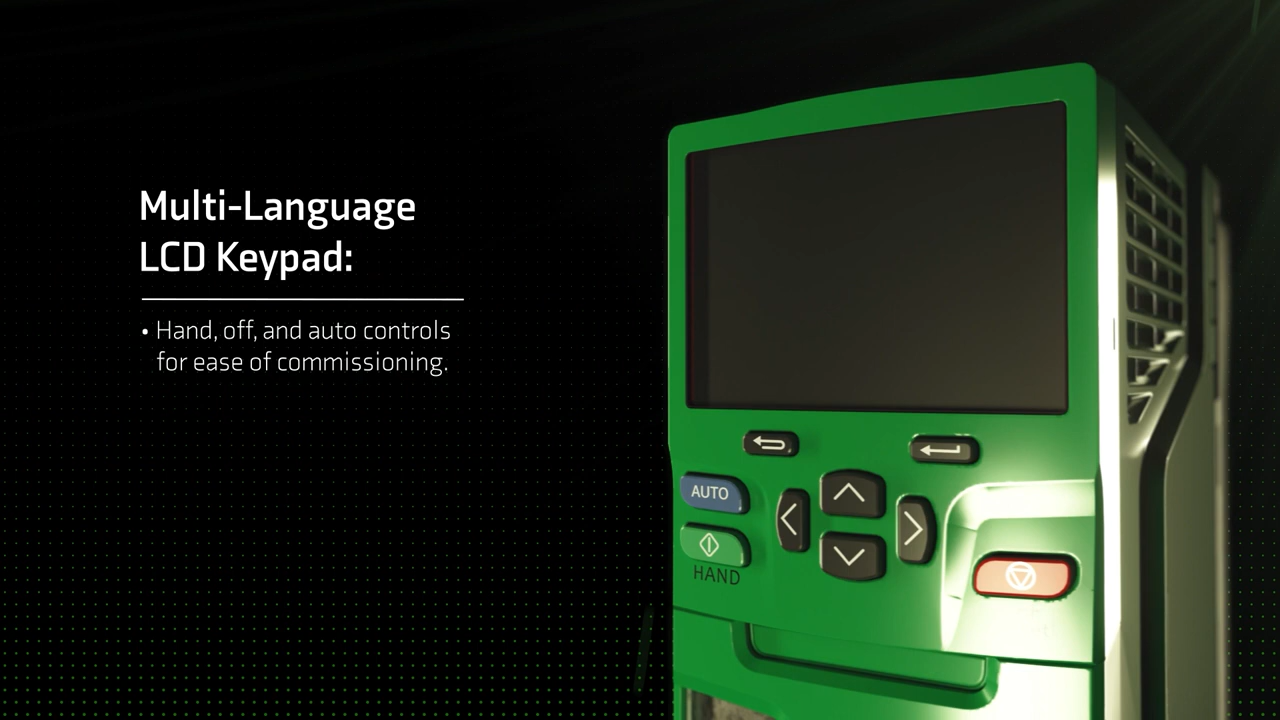 Multi-Language
LCD Keypad:
• Hand, off, and auto controls
for ease of commissioning.
AUTO
HAND